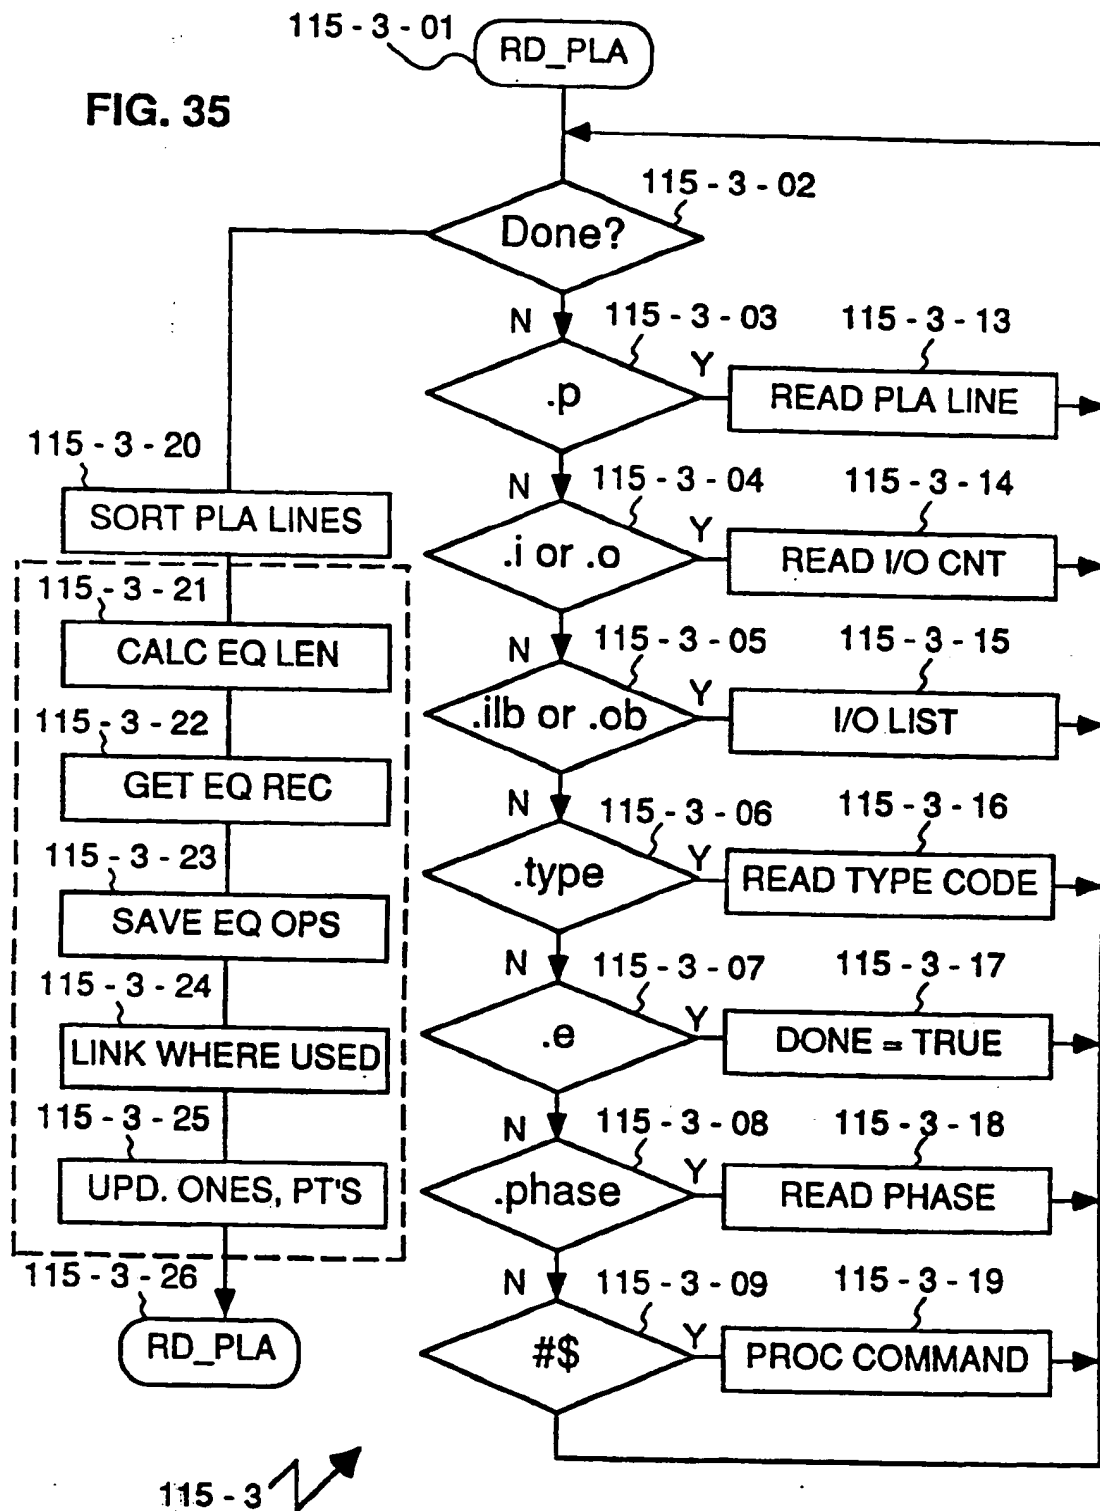 115 - 3 - 01
RD_PLA
FIG. 35
115 - 3 - 02
Done?
N
115 - 3 - 03
115 - 3 - 13
.p
Y
READ PLA LINE
115 - 3 - 20
SORT PLA LINES
N
115 - 3 - 04
115 - 3 - 14
.i or .o
Y
READ I/O CNT
115 - 3 - 21
CALC EQ LEN
N
115 - 3 - 05
115 - 3 - 15
.ilb or .ob
Y
I/O LIST
115 - 3 - 22
GET EQ REC
N
115 - 3 - 06
115 - 3 - 16
.type
Y
READ TYPE CODE
115 - 3 - 23
SAVE EQ OPS
N
115 - 3 - 07
115 - 3 - 17
.e
Y
DONE = TRUE
115 - 3 - 24
LINK WHERE USED
N
115 - 3 - 08
115 - 3 - 18
.phase
Y
READ PHASE
115 - 3 - 25
UPD. ONES, PT'S
N
115 - 3 - 09
115 - 3 - 19
#$
Y
PROC COMMAND
115 - 3 - 26
RD_PLA
115 - 3